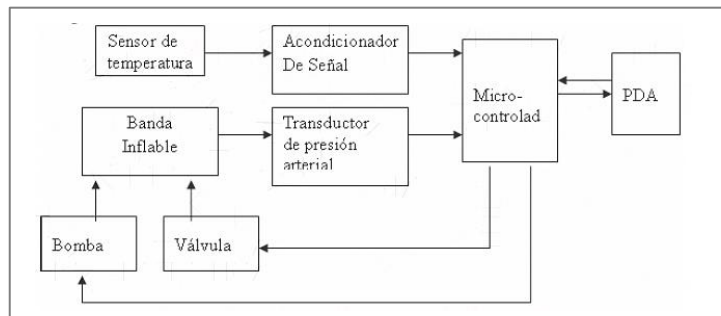 Sensor de
temperatura
Acondicionador
De Señal
Micro-
controlad
PDA
Banda
Inflable
Transductor
de presión
arterial
Bomba
Válvula